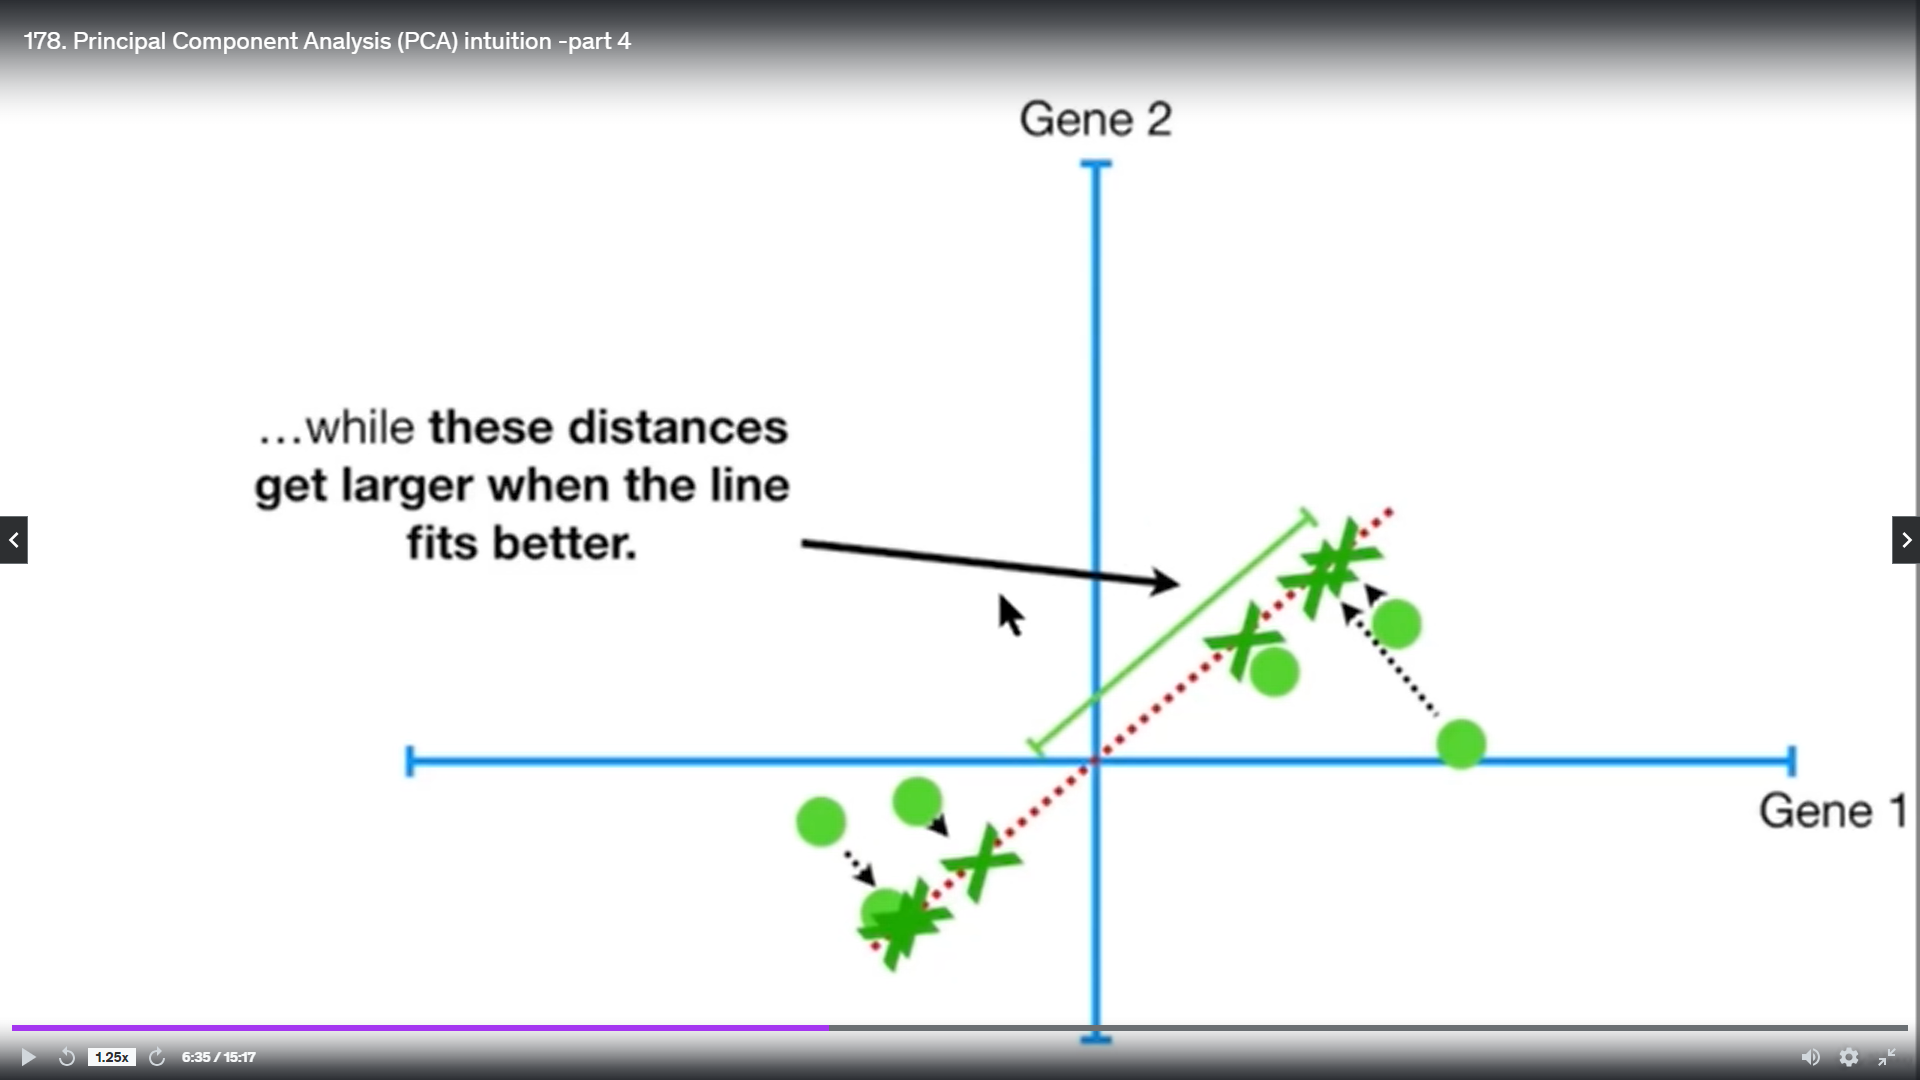 178. Principal Component Analysis (PCA) intuition -part 4
Gene 2
...while these distances
get larger when the line
fits better.
Gene 1
1.25x
6:35 / 15:17